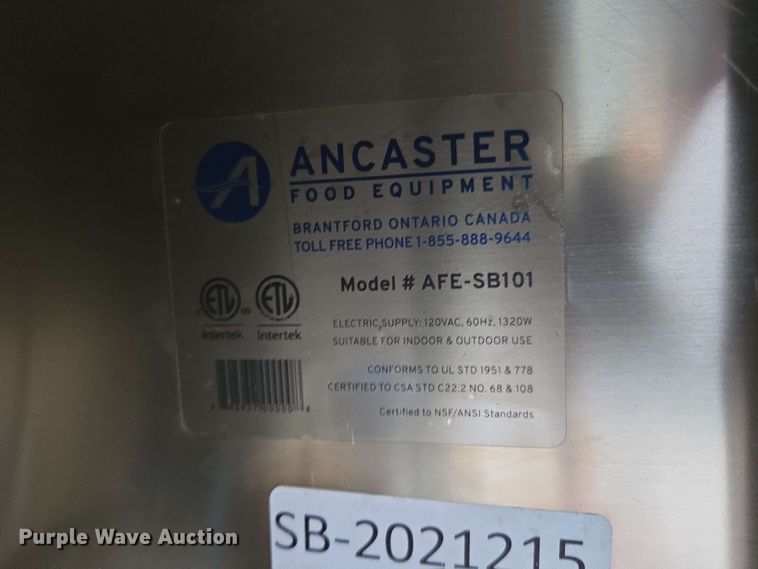 A
ANCASTER
FOOD EQUIPMENT
BRANTFORD ONTARIO CANADA
TOLL FREE PHONE 1-855-888-9644
Model # AFE-SB101
ETL ETL
Intertek Intertek
ELECTRIC SUPPLY: 120VAC, 60Hz, 1320W
SUITABLE FOR INDOOR & OUTDOOR USE
CONFORMS TO UL STD 1951 & 778
CERTIFIED TO CSA STD C22.2 NO. 68 & 108
Certified to NSF/ANSI Standards
SB-2021215
Purple Wave Auction